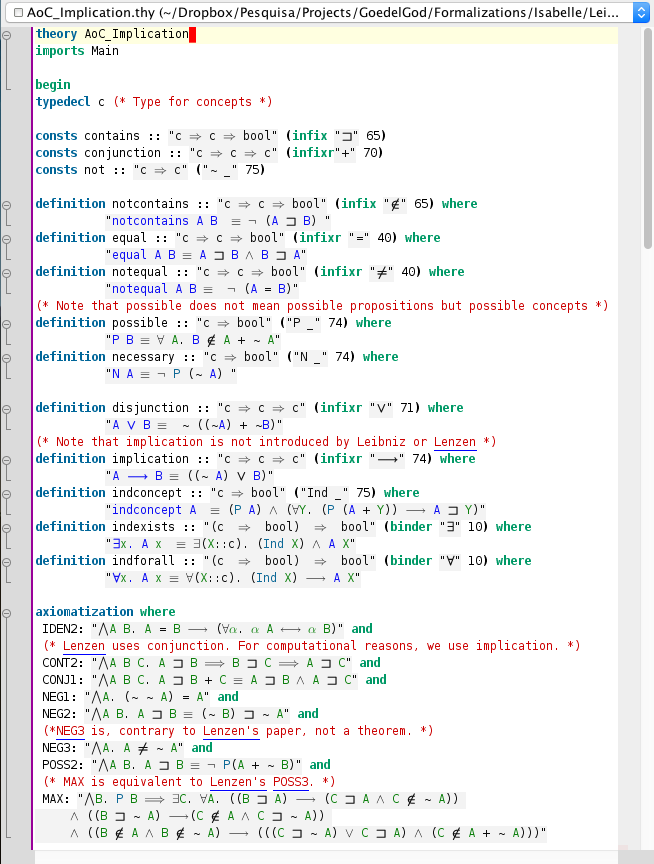 AoC_Implication.thy (~/Dropbox/Pesquisa/Projects/GoedelGod/Formalizations/Isabelle/Lei...
theory AoC_Implication
imports Main
begin
typedecl c (* Type for concepts *)
consts contains :: "c ⇒ c ⇒ bool" (infix "⊐" 65)
consts conjunction :: "c ⇒ c ⇒ c" (infixr"+" 70)
consts not :: "c ⇒ c" ("~ _" 75)
definition notcontains :: "c ⇒ c ⇒ bool" (infix "⋣" 65) where
"notcontains A B ≡ ¬ (A ⊐ B) "
definition equal :: "c ⇒ c ⇒ bool" (infixr "=" 40) where
"equal A B ≡ A ⊐ B ∧ B ⊐ A"
definition notequal :: "c ⇒ c ⇒ bool" (infixr "≠" 40) where
"notequal A B ≡ ¬ (A = B)"
(* Note that possible does not mean possible propositions but possible concepts *)
definition possible :: "c ⇒ bool" ("P _" 74) where
"P B ≡ ∀ A. B ⋣ A + ~ A"
definition necessary :: "c ⇒ bool" ("N _" 74) where
"N A ≡ ¬ P (~ A) "
definition disjunction :: "c ⇒ c ⇒ c" (infixr "∨" 71) where
"A ∨ B ≡ ~ ((~A) + ~B)"
(* Note that implication is not introduced by Leibniz or Lenzen *)
definition implication :: "c ⇒ c ⇒ c" (infixr "⟶" 74) where
"A ⟶ B ≡ ((~ A) ∨ B)"
definition indconcept :: "c ⇒ bool" ("Ind _" 75) where
"indconcept A ≡ (P A) ∧ (∀Y. (P (A + Y)) ⟶ A ⊐ Y)"
definition indexists :: "(c ⇒ bool) ⇒ bool" (binder "∃" 10) where
"∃x. A x ≡ ∃(X::c). (Ind X) ∧ A X"
definition indforall :: "(c ⇒ bool) ⇒ bool" (binder "∀" 10) where
"∀x. A x ≡ ∀(X::c). (Ind X) ⟶ A X"
axiomatization where
IDEN2: "⋀A B. A = B ⟶ (∀α. α A ⟷ α B)" and
(* Lenzen uses conjunction. For computational reasons, we use implication. *)
CONT2: "⋀A B C. A ⊐ B ⟹ B ⊐ C ⟹ A ⊐ C" and
CONJ1: "⋀A B C. A ⊐ B + C ≡ A ⊐ B ∧ A ⊐ C" and
NEG1: "⋀A. (~ ~ A) = A" and
NEG2: "⋀A B. A ⊐ B ≡ (~ B) ⊐ ~ A" and
(*NEG3 is, contrary to Lenzen's paper, not a theorem. *)
NEG3: "⋀A. A ≠ ~ A" and
POSS2: "⋀A B. A ⊐ B ≡ ¬ P(A + ~ B)" and
(* MAX is equivalent to Lenzen's POSS3. *)
MAX: "⋀B. P B ⟹ ∃C. ∀A. ((B ⊐ A) ⟶ (C ⊐ A ∧ C ⋣ ~ A))
∧ ((B ⊐ ~ A) ⟶(C ⋣ A ∧ C ⊐ ~ A))
∧ ((B ⋣ A ∧ B ⋣ ~ A) ⟶ (((C ⊐ ~ A) ∨ C ⊐ A) ∧ (C ⋣ A + ~ A)))"